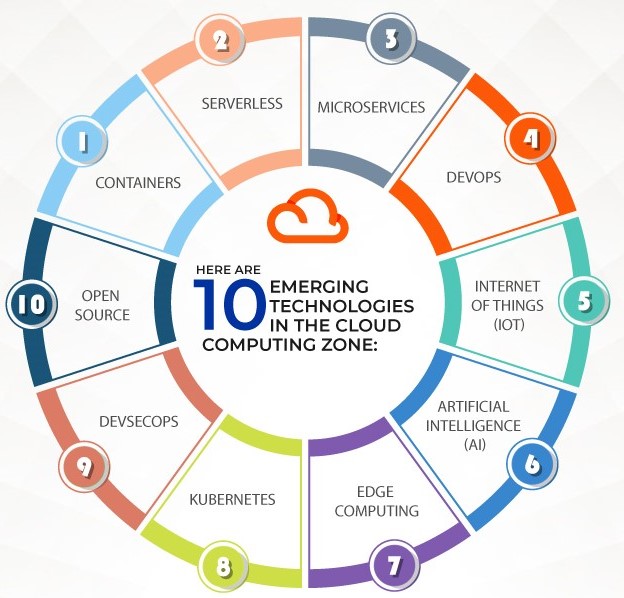 HERE ARE
10 EMERGING
TECHNOLOGIES
IN THE CLOUD
COMPUTING ZONE:
1
CONTAINERS
2
SERVERLESS
3
MICROSERVICES
4
DEVOPS
5
INTERNET
OF THINGS
(IOT)
6
ARTIFICIAL
INTELLIGENCE
(AI)
7
EDGE
COMPUTING
8
KUBERNETES
9
DEVSECOPS
10
OPEN
SOURCE